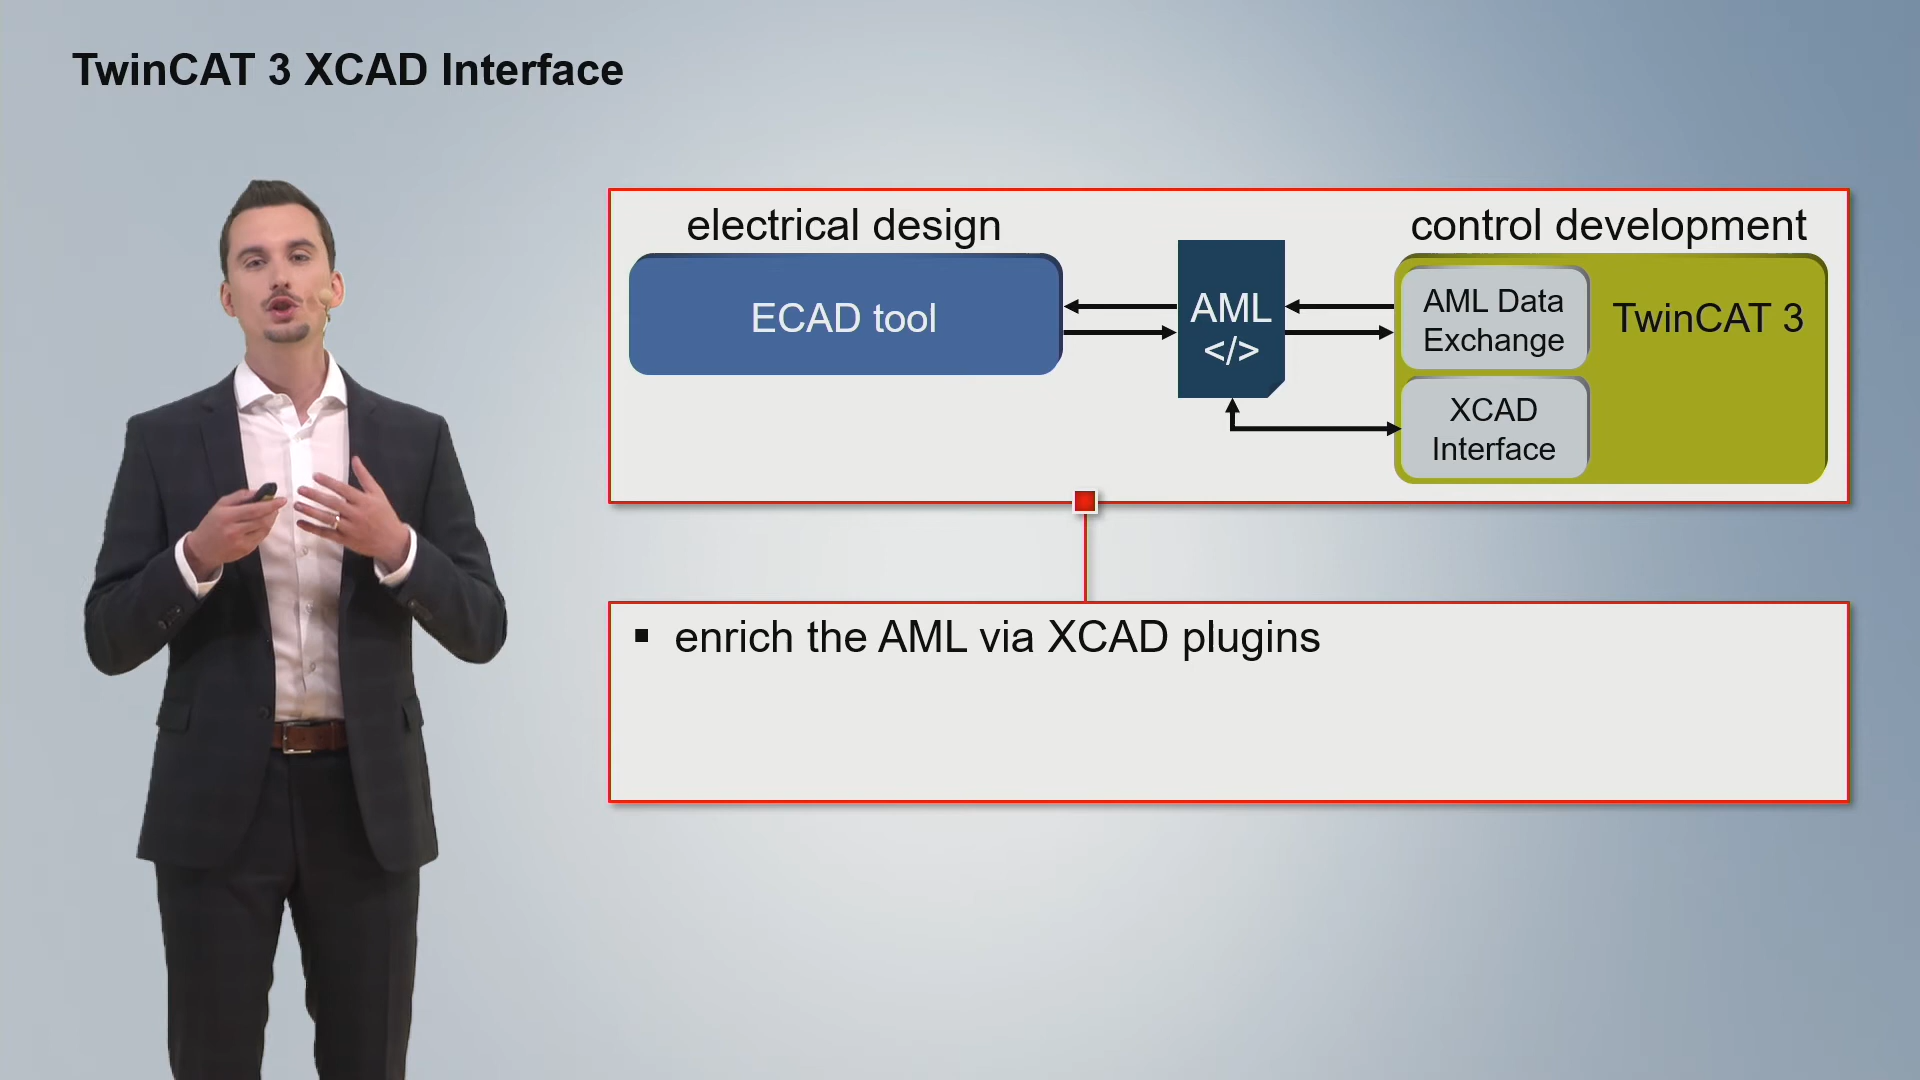 TwinCAT 3 XCAD Interface
electrical design
control development
ECAD tool
AML
</>
AML Data
Exchange
TwinCAT 3
XCAD
Interface
▪ enrich the AML via XCAD plugins